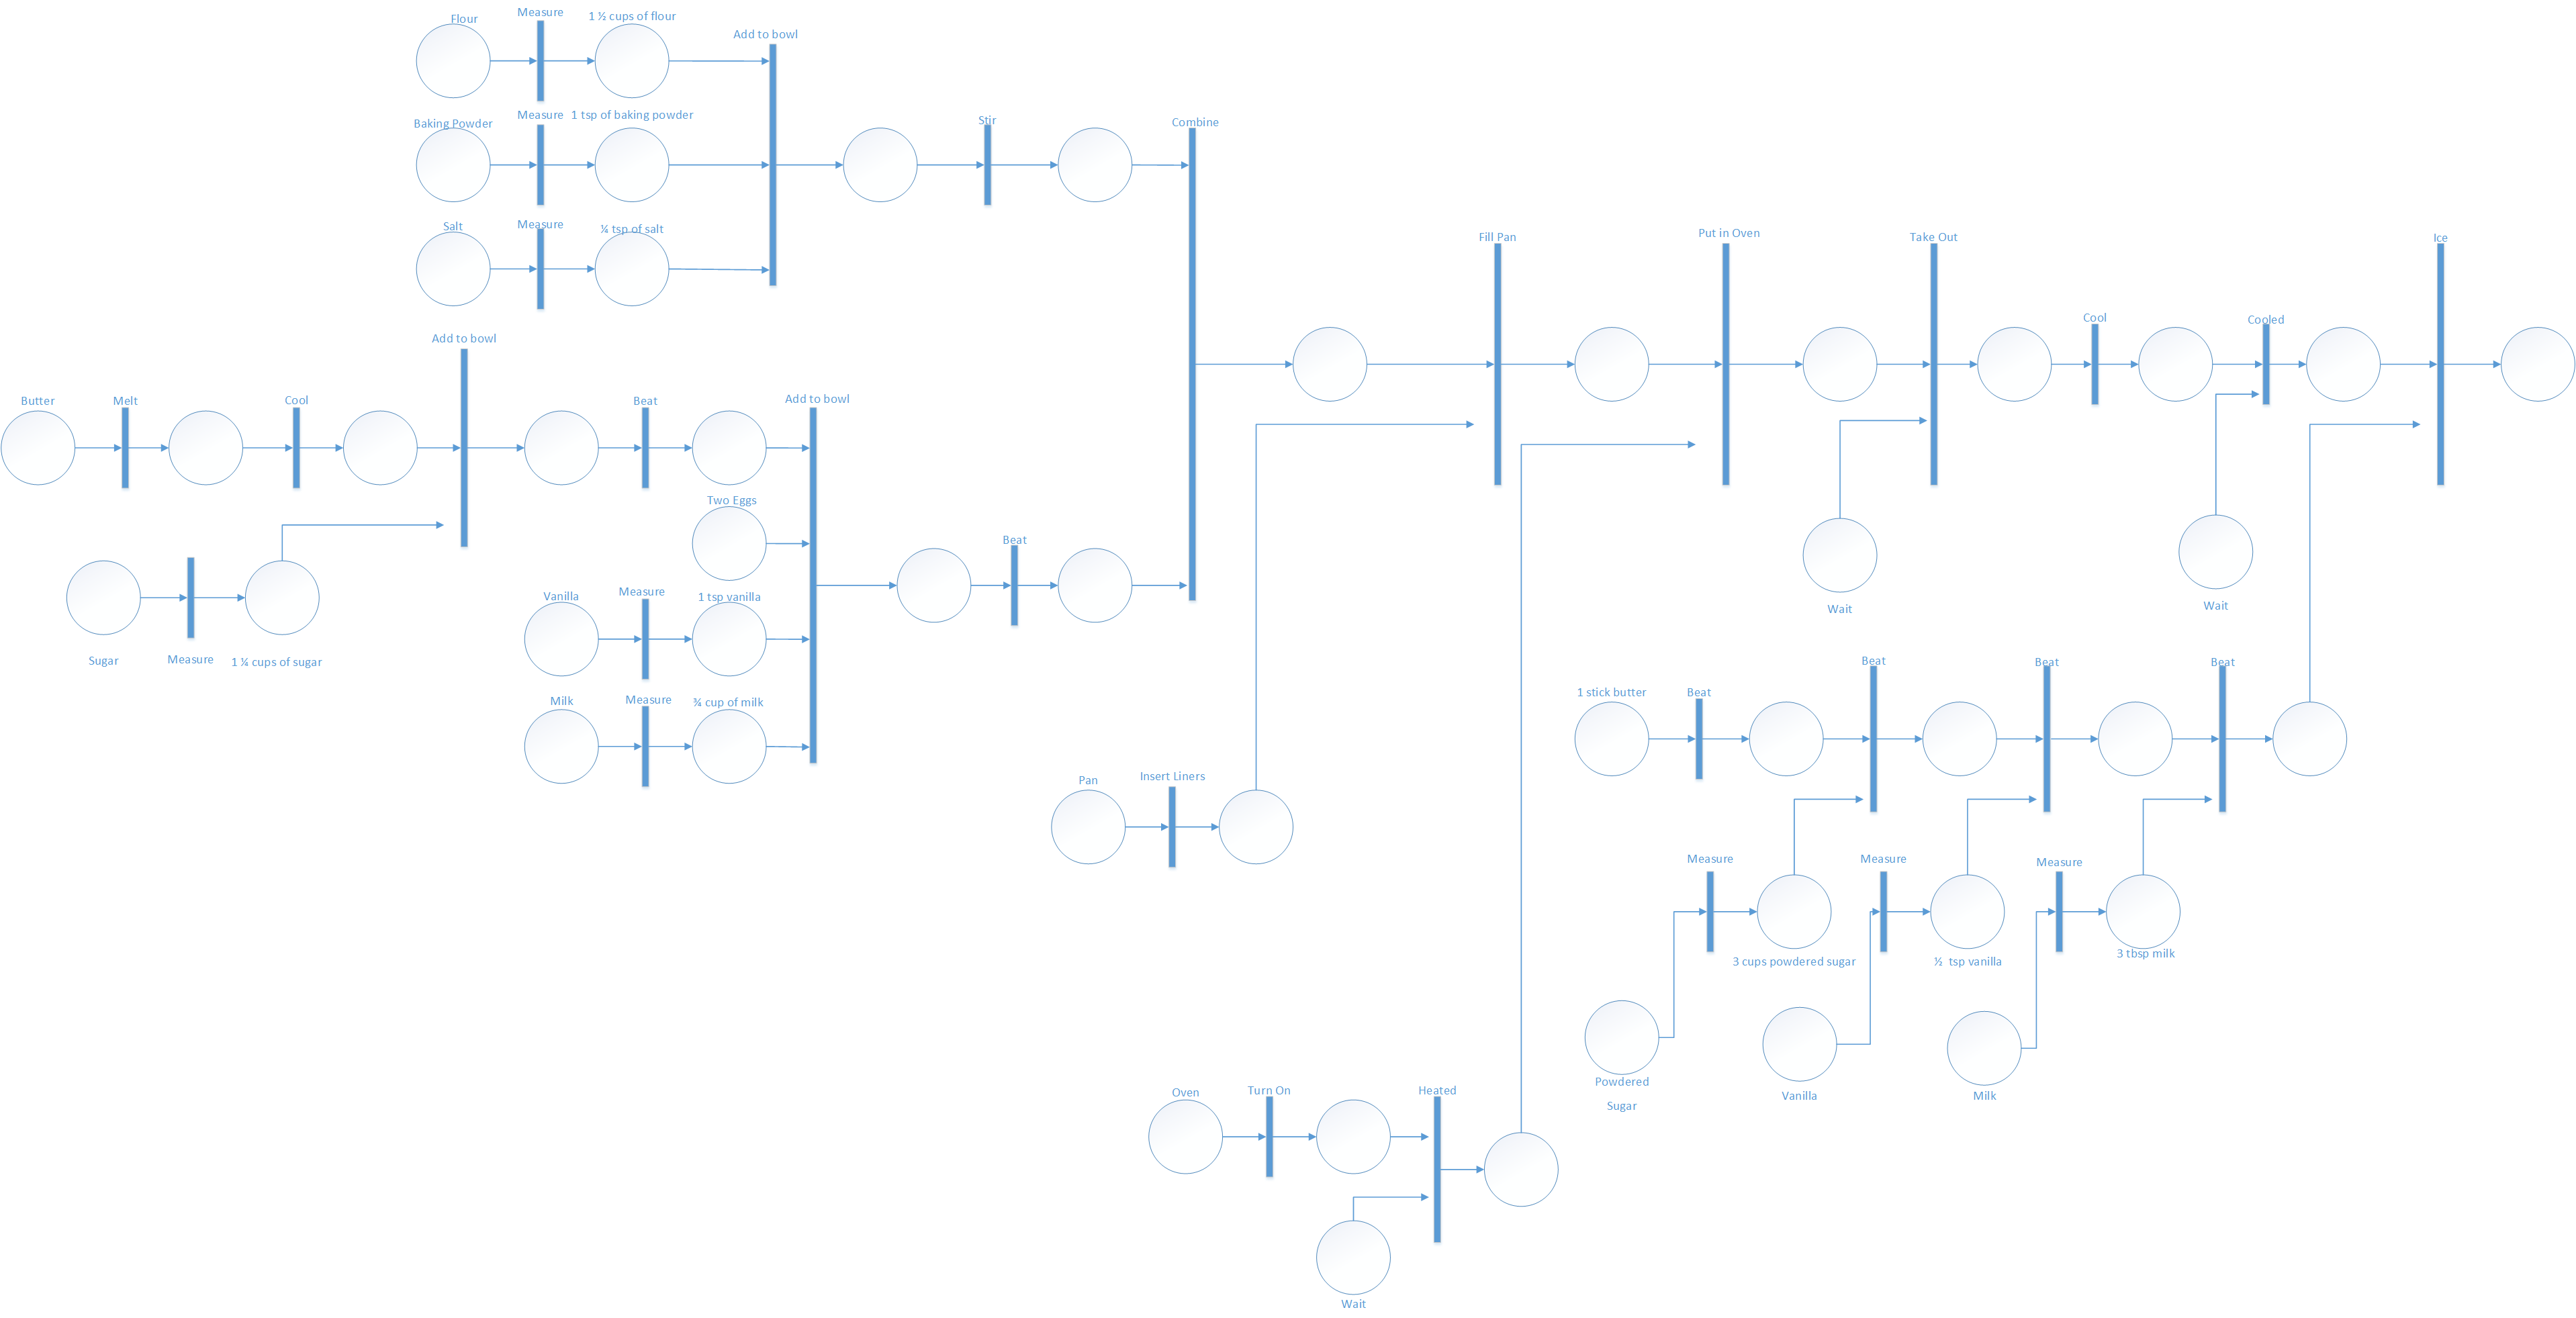 Flour
Measure
1 ½ cups of flour
Add to bowl
Baking Powder
Measure
1 tsp of baking powder
Stir
Combine
Salt
Measure
¼ tsp of salt
Fill Pan
Put in Oven
Take Out
Ice
Cool
Cooled
Add to bowl
Butter
Melt
Cool
Beat
Add to bowl
Two Eggs
Beat
Vanilla
Measure
1 tsp vanilla
Wait
Wait
Sugar
Measure
1 ¼ cups of sugar
Milk
Measure
¾ cup of milk
1 stick butter
Beat
Beat
Beat
Beat
Pan
Insert Liners
Measure
Measure
Measure
3 cups powdered sugar
½ tsp vanilla
3 tbsp milk
Powdered
Sugar
Vanilla
Milk
Oven
Turn On
Heated
Wait